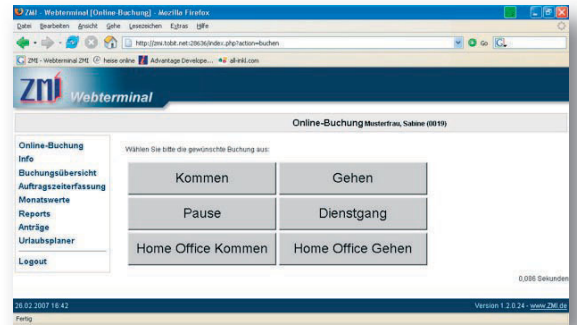 ZMI - Webterminal [Online-Buchung] - Mozilla Firefox
Datei Bearbeiten Ansicht Gehe Lesezeichen Extras Hilfe
http://zmi.tobit.net:28636/index.php?action=buchen
Go
ZMI - Webterminal ZMI heise online Advantage Develope... all-inkl.com
ZMI Webterminal
Online-Buchung Musterfrau, Sabine (0019)
Online-Buchung
Info
Buchungsübersicht
Auftragszeiterfassung
Monatswerte
Reports
Anträge
Urlaubsplaner
Logout
Wählen Sie bitte die gewünschte Buchung aus:
Kommen Gehen
Pause Dienstgang
Home Office Kommen Home Office Gehen
0,098 Sekunden
26.02.2007 16:42 Version 1.2.0.24 - www.ZMI.de
Fertig